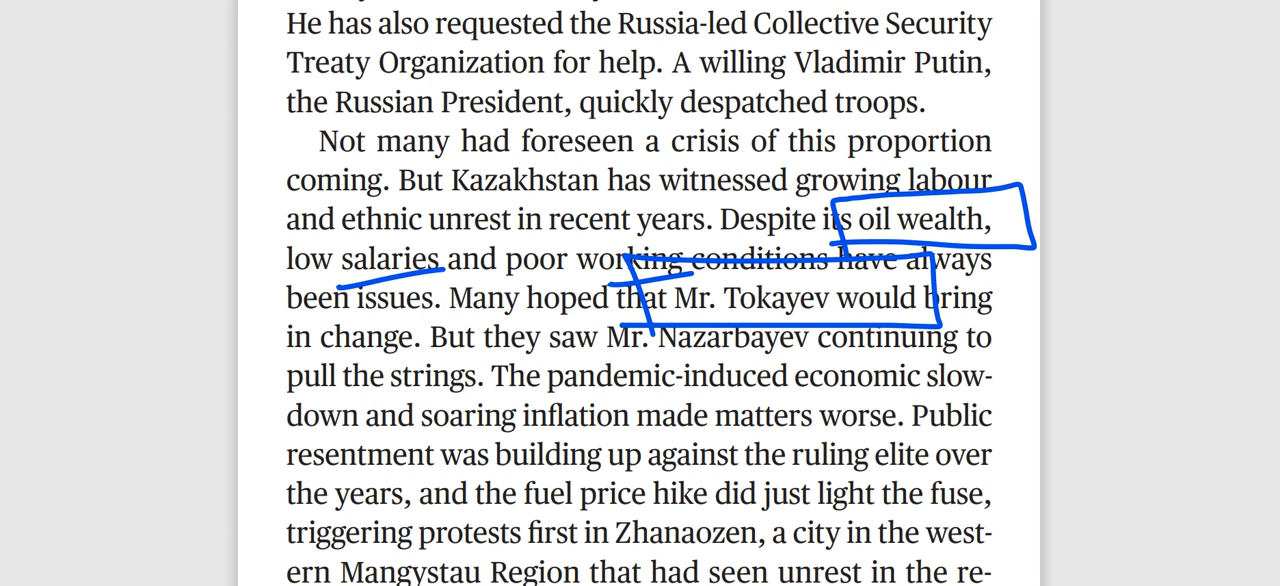 He has also requested the Russia-led Collective Security
Treaty Organization for help. A willing Vladimir Putin,
the Russian President, quickly despatched troops.
Not many had foreseen a crisis of this proportion
coming. But Kazakhstan has witnessed growing labour
and ethnic unrest in recent years. Despite its oil wealth,
low salaries and poor working conditions have always
been issues. Many hoped that Mr. Tokayev would bring
in change. But they saw Mr. Nazarbayev continuing to
pull the strings. The pandemic-induced economic slow-
down and soaring inflation made matters worse. Public
resentment was building up against the ruling elite over
the years, and the fuel price hike did just light the fuse,
triggering protests first in Zhanaozen, a city in the west-
ern Mangystau Region that had seen unrest in the re-